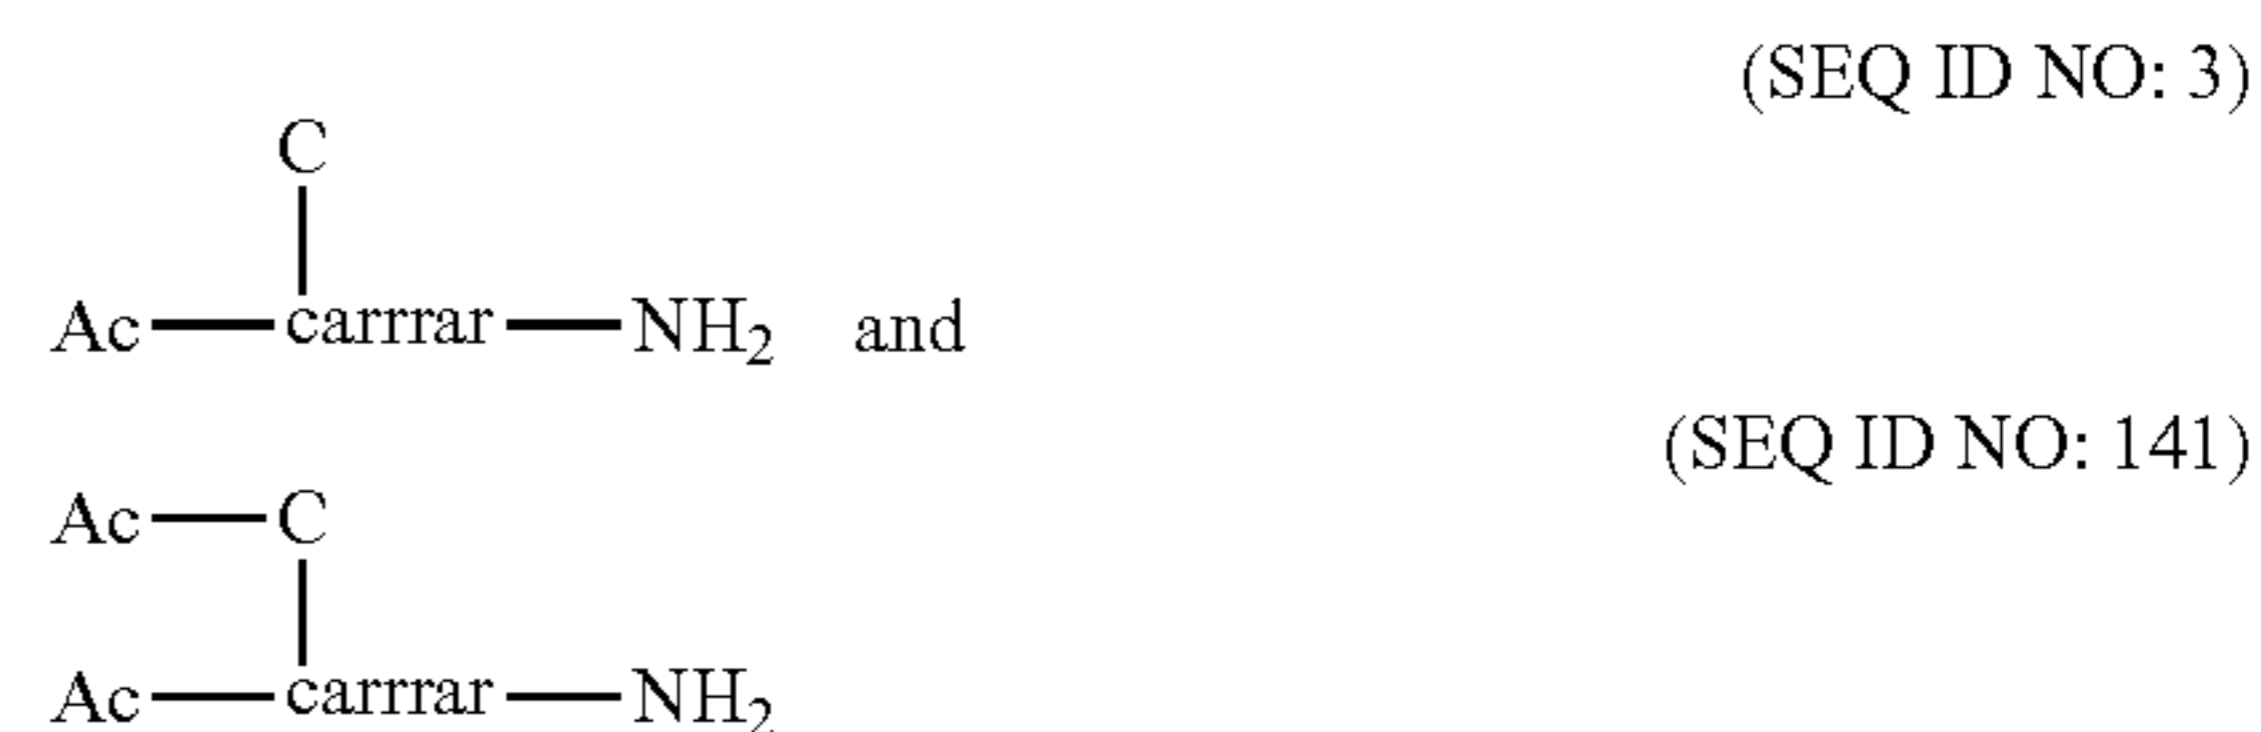 (SEQ ID NO: 3)
C
Ac—carrrar—NH2 and
(SEQ ID NO: 141)
Ac—C
Ac—carrrar—NH2